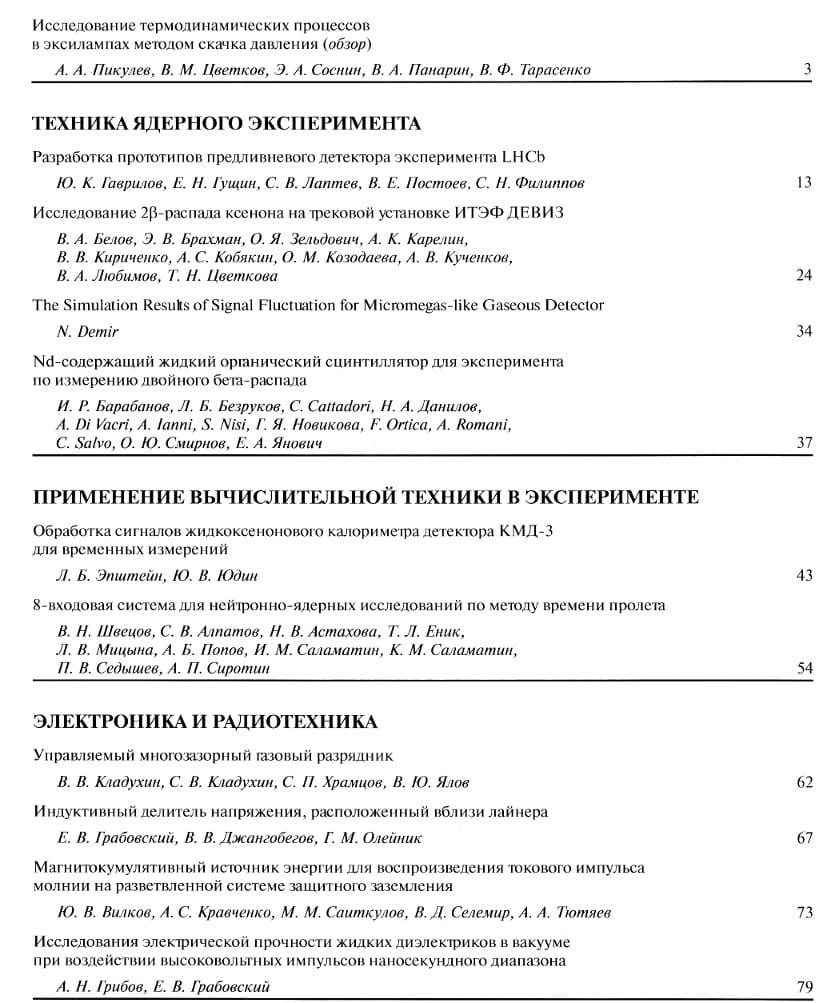 Исследование термодинамических процессов
в эксилампах методом скачка давления (обзор)
А. А. Пикулев, В. М. Цветков, Э. А. Соснин, В. А. Панарин, В. Ф. Тарасенко 3
ТЕХНИКА ЯДЕРНОГО ЭКСПЕРИМЕНТА
Разработка прототипов предливневого детектора эксперимента LHCb
Ю. К. Гаврилов, Е. Н. Гущин, С. В. Лаптев, В. Е. Постоев, С. Н. Филиппов 13
Исследование 2β-распада ксенона на трековой установке ИТЭФ ДЕВИЗ
В. А. Белов, Э. В. Брахман, О. Я. Зельдович, А. К. Карелин,
В. В. Кириченко, А. С. Кобякин, О. М. Козодаева, А. В. Кученков,
В. А. Любимов, Т. Н. Цветкова 24
The Simulation Results of Signal Fluctuation for Micromegas-like Gaseous Detector
N. Demir 34
Nd-содержащий жидкий органический сцинтиллятор для эксперимента
по измерению двойного бета-распада
И. Р. Барабанов, Л. Б. Безруков, C. Cattadori, Н. А. Данилов,
A. Di Vacri, A. Ianni, S. Nisi, Г. Я. Новикова, F. Ortica, A. Romani,
C. Salvo, О. Ю. Смирнов, Е. А. Янович 37
ПРИМЕНЕНИЕ ВЫЧИСЛИТЕЛЬНОЙ ТЕХНИКИ В ЭКСПЕРИМЕНТЕ
Обработка сигналов жидкоксенонового калориметра детектора КМД-3
для временных измерений
Л. Б. Эпштейн, Ю. В. Юдин 43
8-входовая система для нейтронно-ядерных исследований по методу времени пролета
В. Н. Швецов, С. В. Алпатов, Н. В. Астахова, Т. Л. Еник,
Л. В. Мицына, А. Б. Попов, И. М. Саламатин, К. М. Саламатин,
П. В. Седышев, А. П. Сиротин 54
ЭЛЕКТРОНИКА И РАДИОТЕХНИКА
Управляемый многозазорный газовый разрядник
В. В. Кладухин, С. В. Кладухин, С. П. Храмцов, В. Ю. Ялов 62
Индуктивный делитель напряжения, расположенный вблизи лайнера
Е. В. Грабовский, В. В. Джангобегов, Г. М. Олейник 67
Магнитокумулятивный источник энергии для воспроизведения токового импульса
молнии на разветвленной системе защитного заземления
Ю. В. Вилков, А. С. Кравченко, М. М. Саиткулов, В. Д. Селемир, А. А. Тютяев 73
Исследования электрической прочности жидких диэлектриков в вакууме
при воздействии высоковольтных импульсов наносекундного диапазона
А. Н. Грибов, Е. В. Грабовский 79